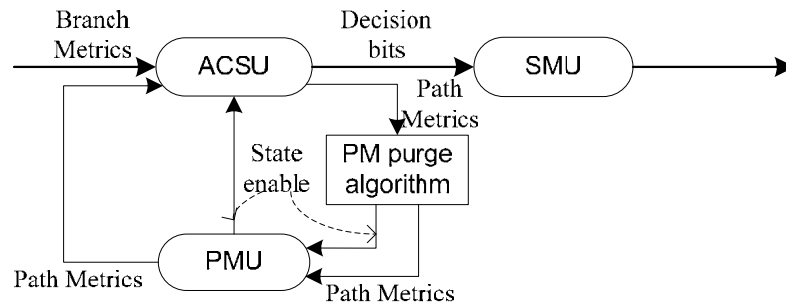 Branch
Metrics
ACSU
Decision
bits
SMU
Path
Metrics
PM purge
algorithm
State
enable
PMU
Path Metrics
Path Metrics